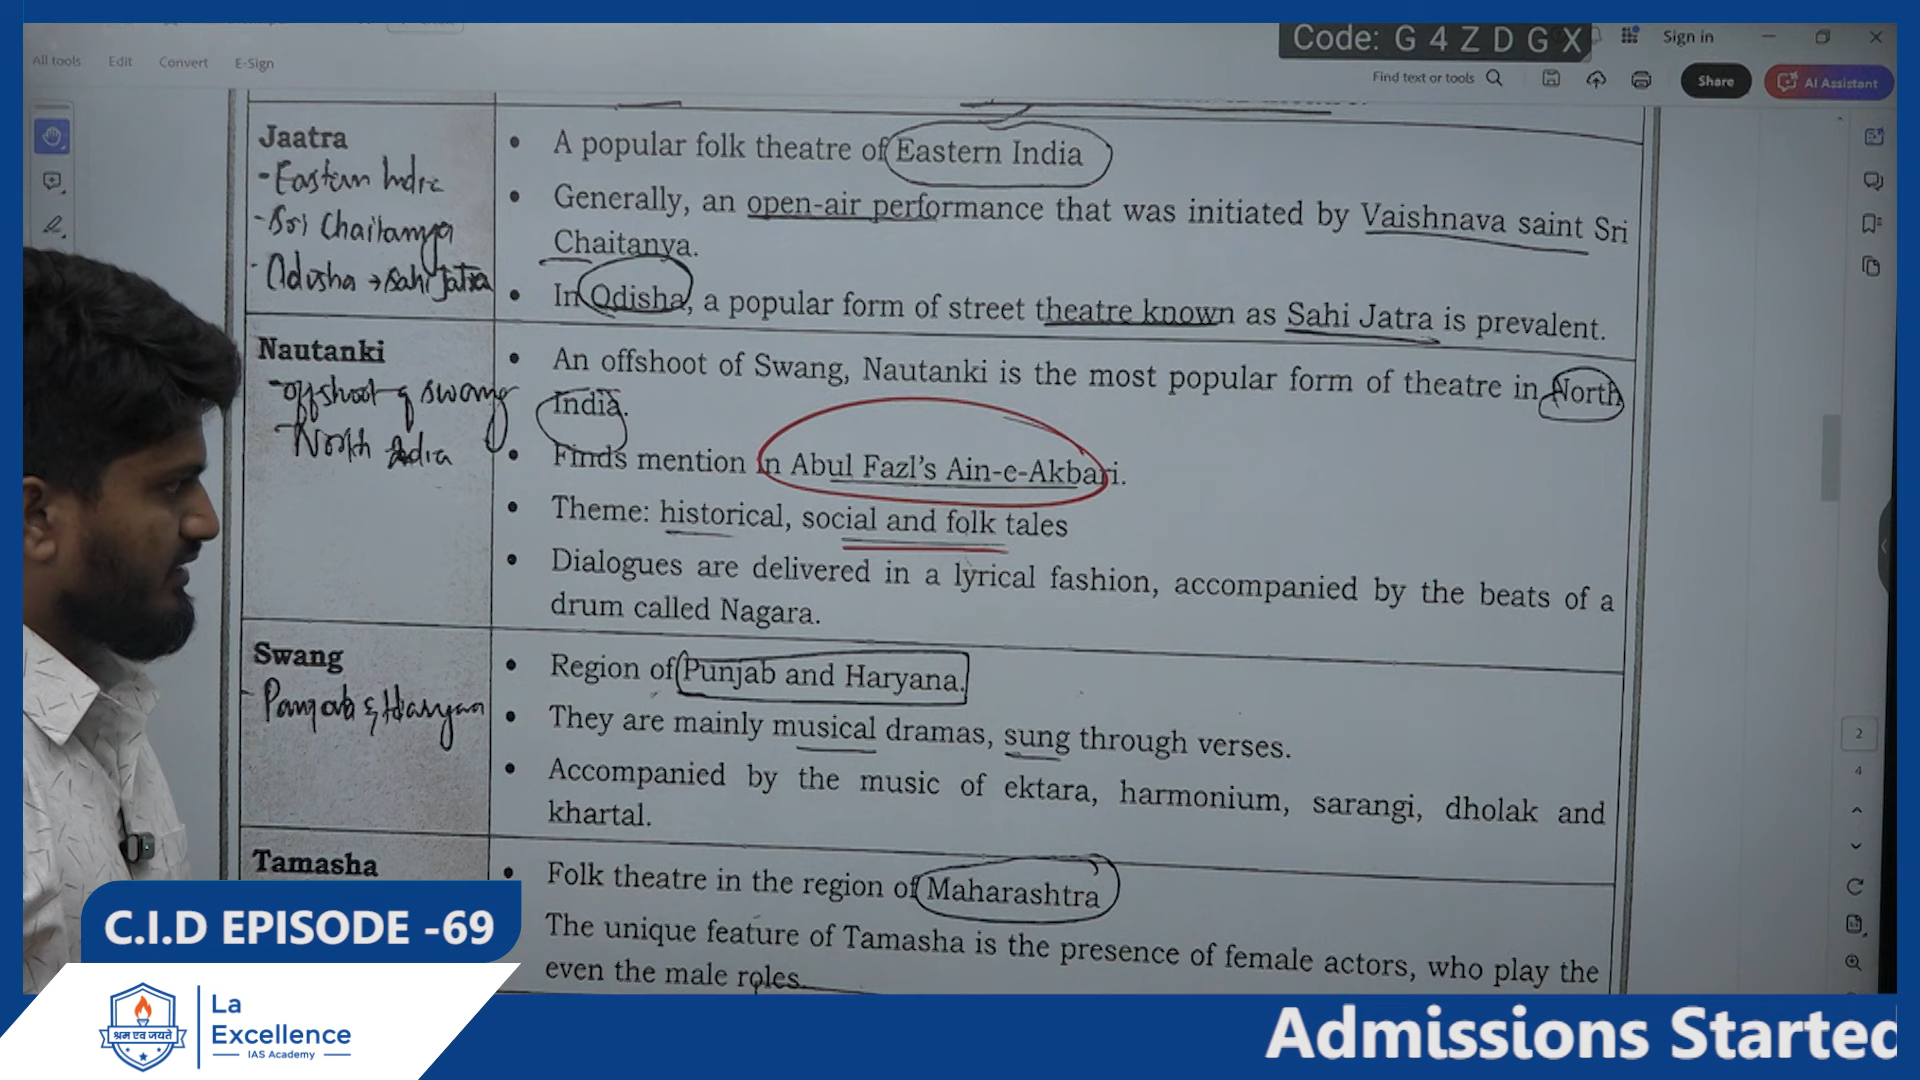 Code: G 4 Z D G X
Sign in
All tools Edit Convert E-Sign
Find text or tools
Share
AI Assistant
Jaatra
- Eastern India
- Sri Chaitanya
- Odisha → Sahi Jatra
• A popular folk theatre of Eastern India
• Generally, an open-air performance that was initiated by Vaishnava saint Sri
Chaitanya.
• In Odisha, a popular form of street theatre known as Sahi Jatra is prevalent.
Nautanki
- offshoot of swang
North India
• An offshoot of Swang, Nautanki is the most popular form of theatre in North
India.
• Finds mention in Abul Fazl's Ain-e-Akbari.
• Theme: historical, social and folk tales
• Dialogues are delivered in a lyrical fashion, accompanied by the beats of a
drum called Nagara.
Swang
- Panjab & Haryana
• Region of Punjab and Haryana.
• They are mainly musical dramas, sung through verses.
• Accompanied by the music of ektara, harmonium, sarangi, dholak and
khartal.
Tamasha
• Folk theatre in the region of Maharashtra
The unique feature of Tamasha is the presence of female actors, who play the
even the male roles.
2
4
C.I.D EPISODE -69
श्रम एव जयते
La
Excellence
IAS Academy
Admissions Started